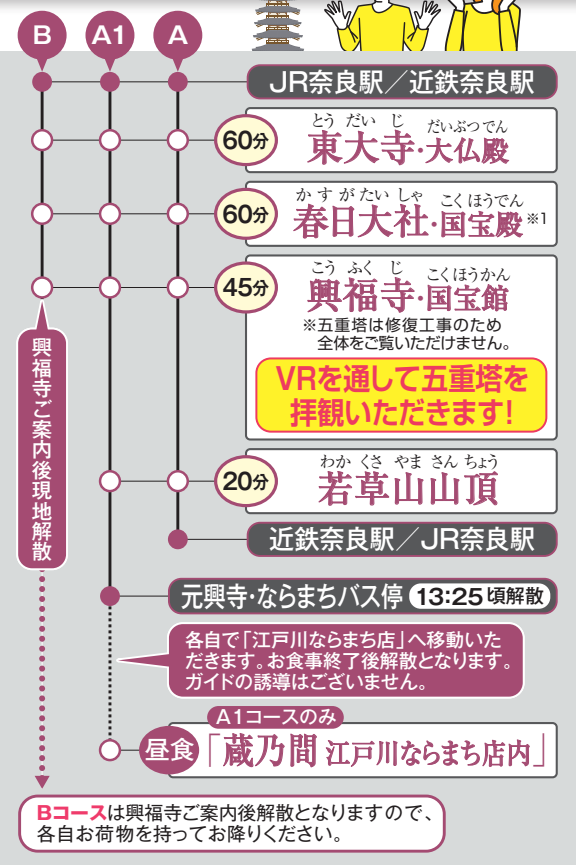 B A1 A
JR奈良駅／近鉄奈良駅
とうだいじ だいぶつでん
60分 東大寺・大仏殿
かすがたいしゃ こくほうでん
60分 春日大社・国宝殿※1
こうふくじ こくほうかん
45分 興福寺・国宝館
※五重塔は修復工事のため
全体をご覧いただけません。
VRを通して五重塔を
拝観いただきます!
興福寺ご案内後現地解散
わかくさやまさんちょう
20分 若草山山頂
近鉄奈良駅／JR奈良駅
元興寺・ならまちバス停 13:25頃解散
各自で「江戸川ならまち店」へ移動いた
だきます。お食事終了後解散となります。
ガイドの誘導はございません。
A1コースのみ
昼食 「蔵乃間 江戸川ならまち店内」
Bコースは興福寺ご案内後解散となりますので、
各自お荷物を持ってお降りください。